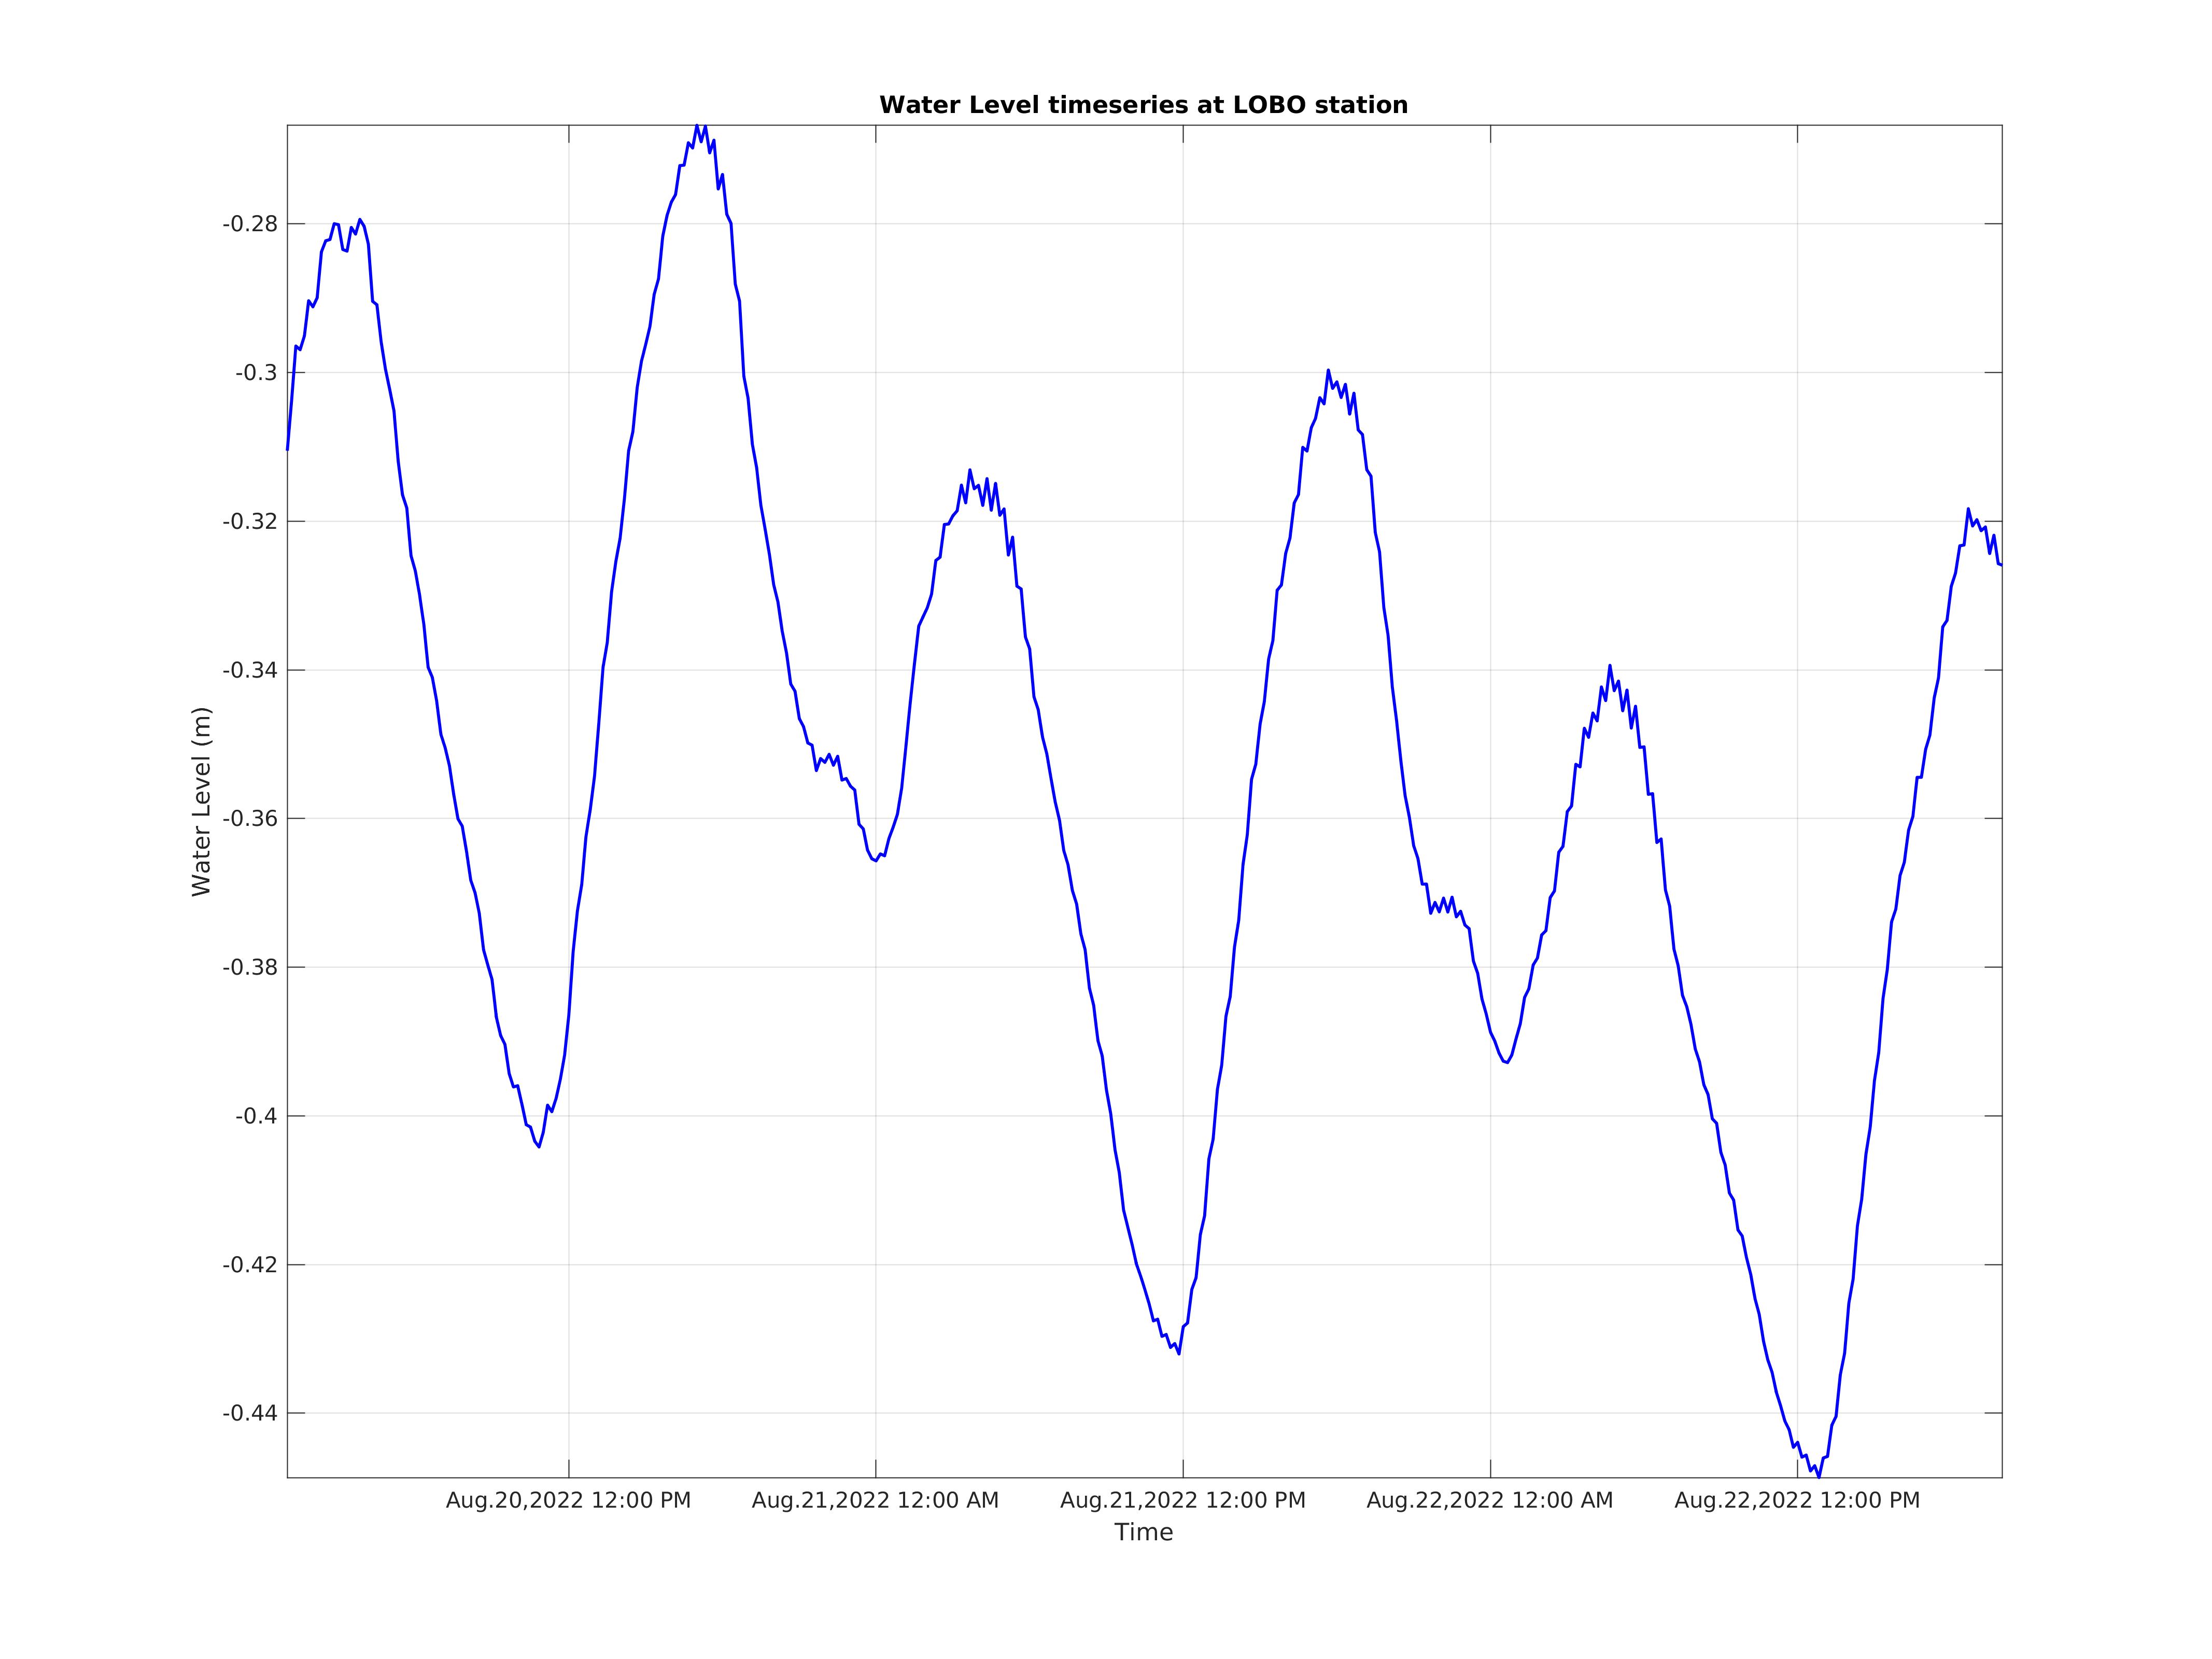 Water Level timeseries at LOBO station
-0.28
-0.3
-0.32
-0.34
-0.36
-0.38
-0.4
-0.42
-0.44
Water Level (m)
Aug.20,2022 12:00 PM Aug.21,2022 12:00 AM Aug.21,2022 12:00 PM Aug.22,2022 12:00 AM Aug.22,2022 12:00 PM
Time